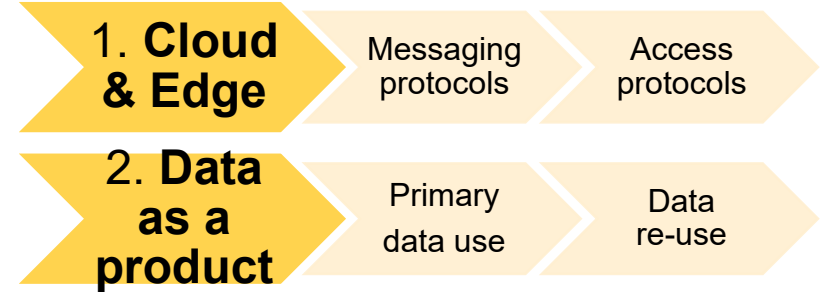 1. Cloud
& Edge
Messaging
protocols
Access
protocols
2. Data
as a
product
Primary
data use
Data
re-use